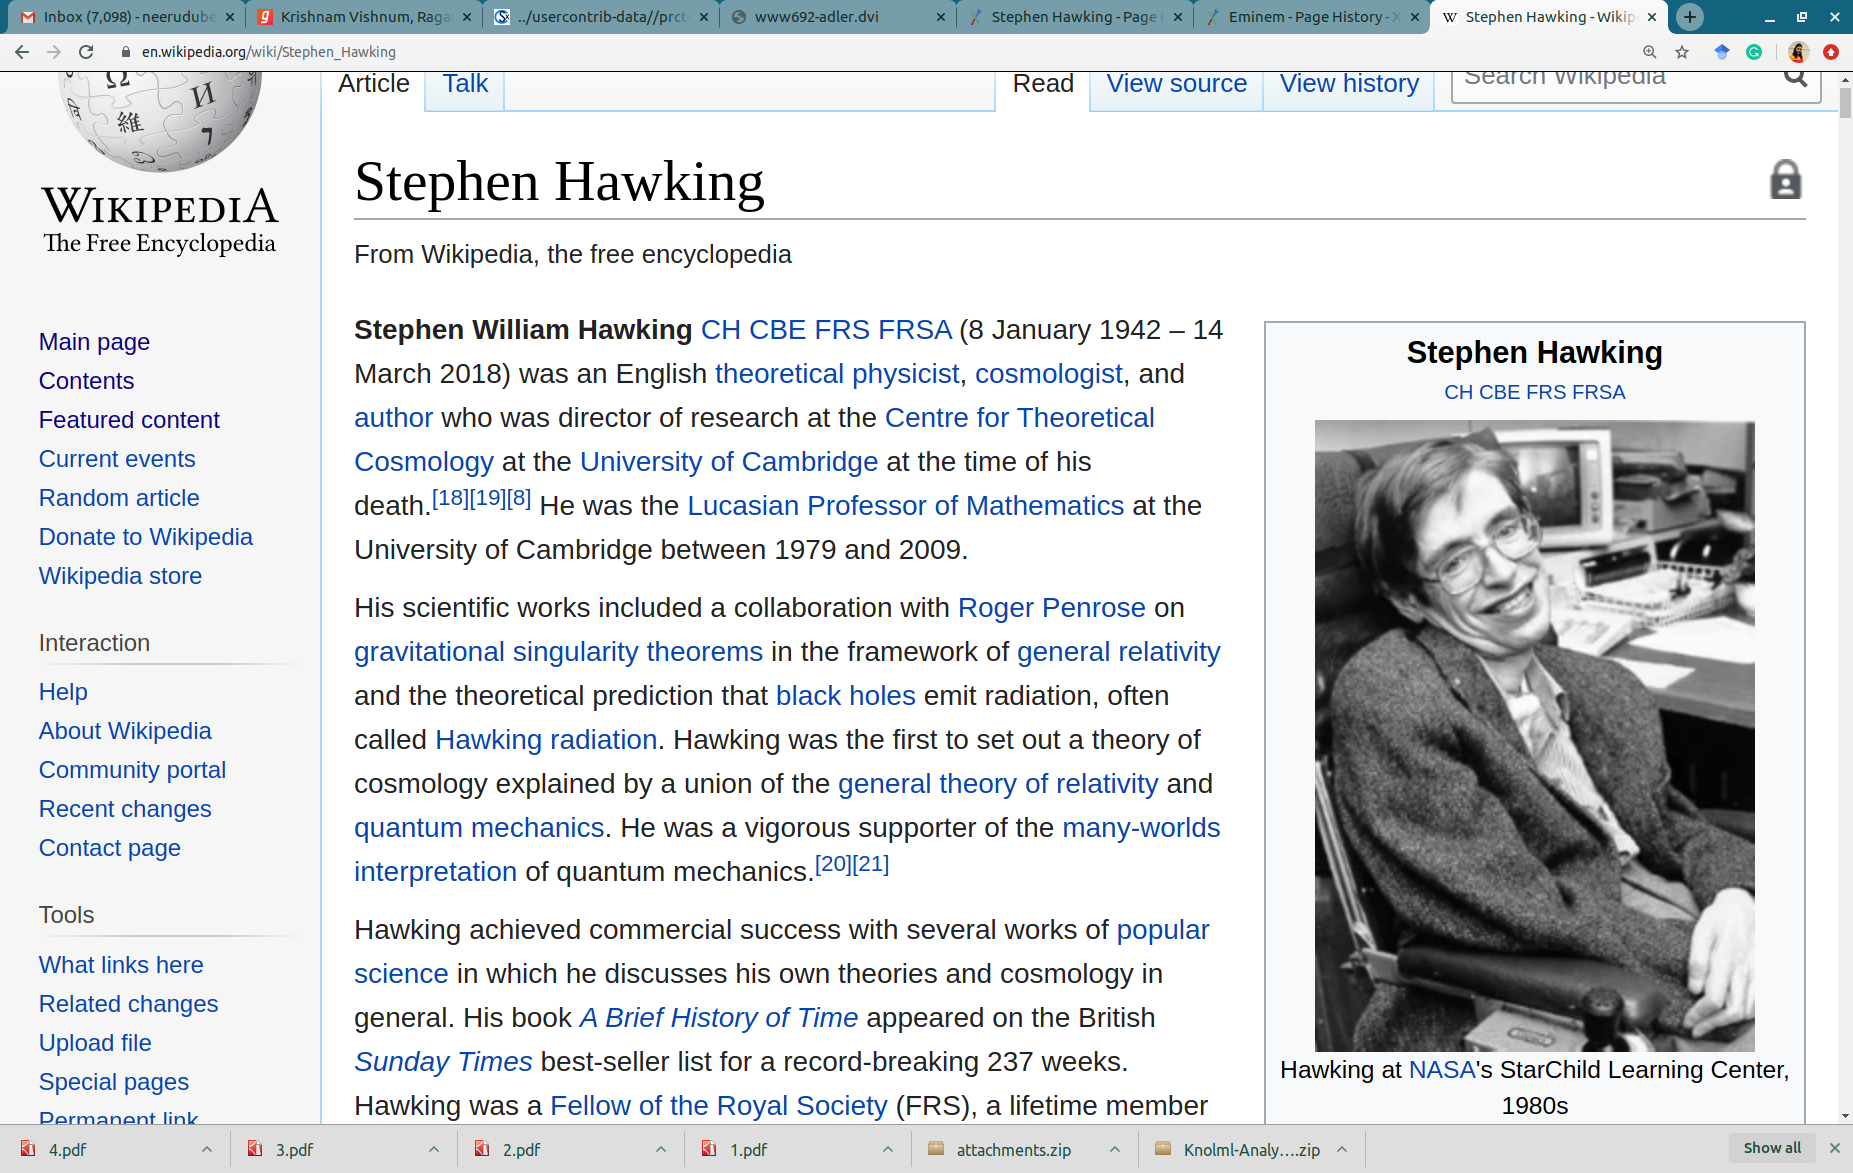 Inbox (7,098) - neerudube
Krishnam Vishnum, Raga
../usercontrib-data//prct-
www692-adler.dvi
Stephen Hawking - Page H
Eminem - Page History - X
Stephen Hawking - Wikip
en.wikipedia.org/wiki/Stephen_Hawking
Article
Talk
Read
View source
View history
Search Wikipedia
Ω
И
維
WIKIPEDIA
The Free Encyclopedia
Main page
Contents
Featured content
Current events
Random article
Donate to Wikipedia
Wikipedia store
Interaction
Help
About Wikipedia
Community portal
Recent changes
Contact page
Tools
What links here
Related changes
Upload file
Special pages
Permanent link
Stephen Hawking
From Wikipedia, the free encyclopedia
Stephen William Hawking CH CBE FRS FRSA (8 January 1942 – 14
March 2018) was an English theoretical physicist, cosmologist, and
author who was director of research at the Centre for Theoretical
Cosmology at the University of Cambridge at the time of his
death.[18][19][8] He was the Lucasian Professor of Mathematics at the
University of Cambridge between 1979 and 2009.
His scientific works included a collaboration with Roger Penrose on
gravitational singularity theorems in the framework of general relativity
and the theoretical prediction that black holes emit radiation, often
called Hawking radiation. Hawking was the first to set out a theory of
cosmology explained by a union of the general theory of relativity and
quantum mechanics. He was a vigorous supporter of the many-worlds
interpretation of quantum mechanics.[20][21]
Hawking achieved commercial success with several works of popular
science in which he discusses his own theories and cosmology in
general. His book A Brief History of Time appeared on the British
Sunday Times best-seller list for a record-breaking 237 weeks.
Hawking was a Fellow of the Royal Society (FRS), a lifetime member
Stephen Hawking
CH CBE FRS FRSA
Hawking at NASA's StarChild Learning Center,
1980s
4.pdf
3.pdf
2.pdf
1.pdf
attachments.zip
Knolml-Analy....zip
Show all